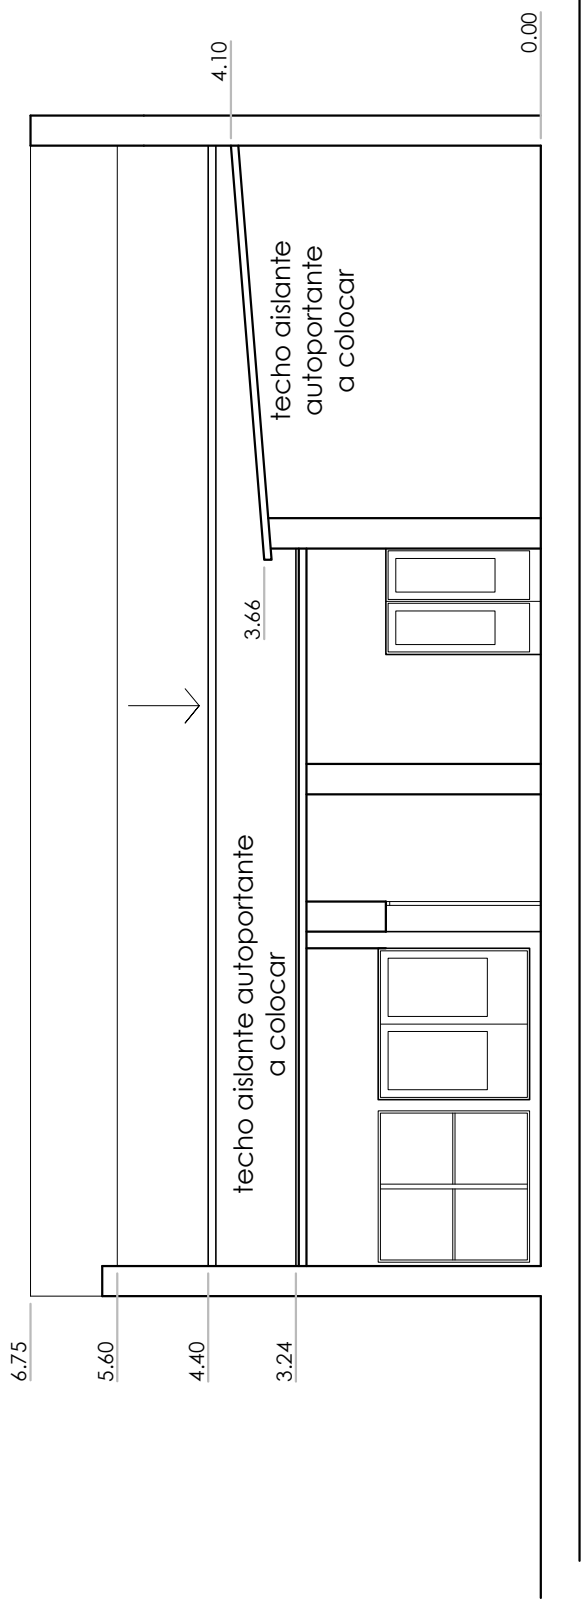 6.75
5.60
4.40
3.24
techo aislante autoportante
a colocar
3.66
techo aislante
autoportante
a colocar
4.10
0.00